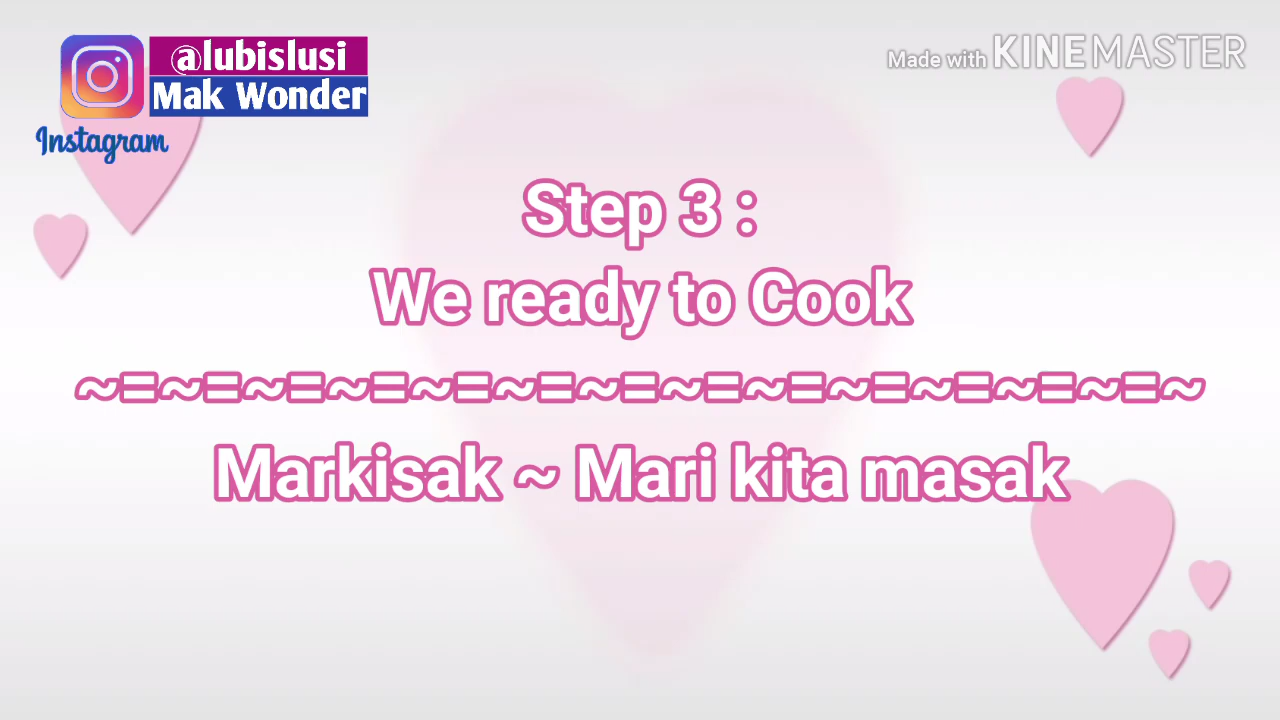 @lubislusi
Mak Wonder
Instagram
Made with KINEMASTER
Step 3 :
We ready to Cook
~=~=~=~=~=~=~=~=~=~=~=~=~=~
Markisak ~ Mari kita masak